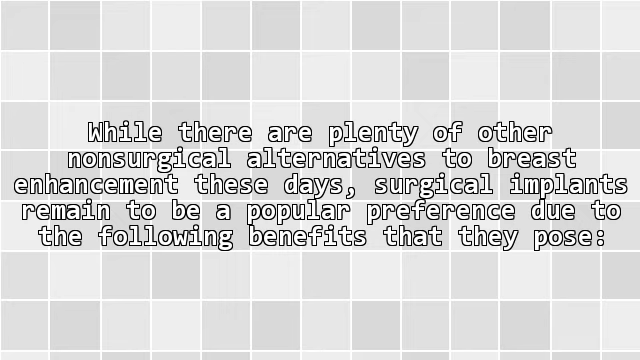 While there are plenty of other
nonsurgical alternatives to breast
enhancement these days, surgical implants
remain to be a popular preference due to
the following benefits that they pose: